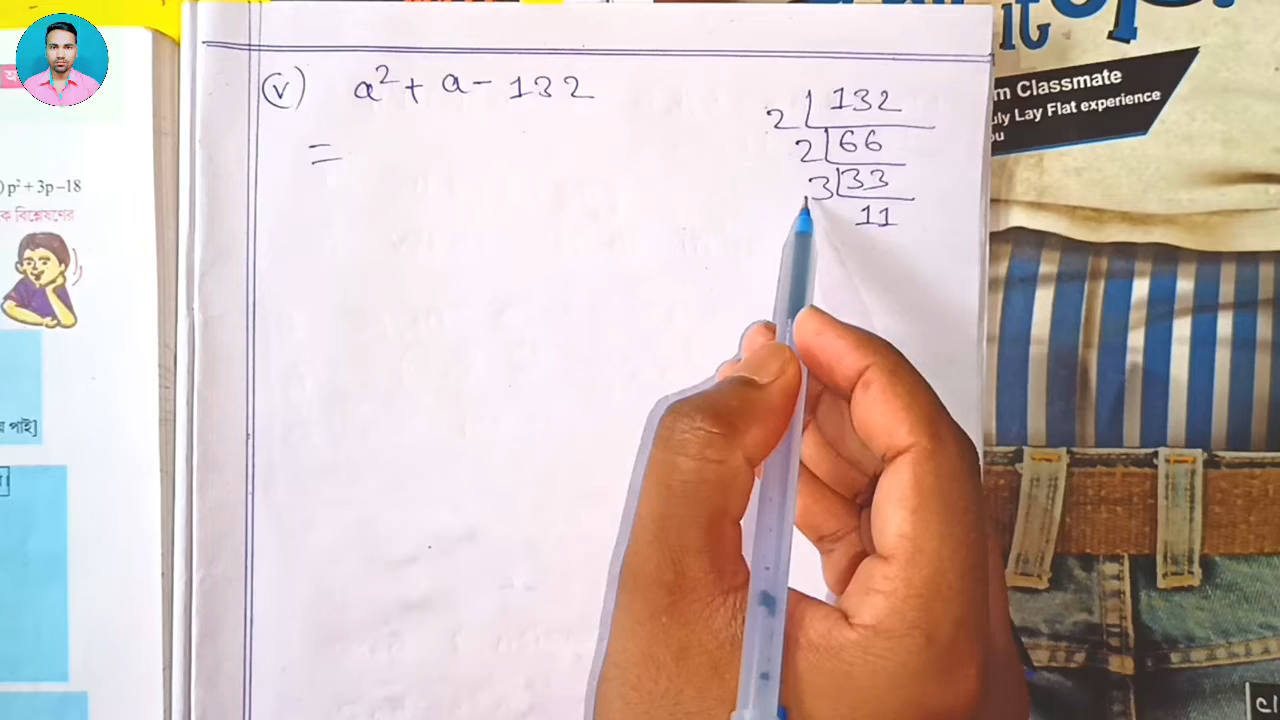 (v) a² + a - 132
=
2 | 132
2 | 66
3 | 33
11
) p² + 3p –18
ক বিশ্লেষণের
পাই]
it
m Classmate
uly Lay Flat experience
ou